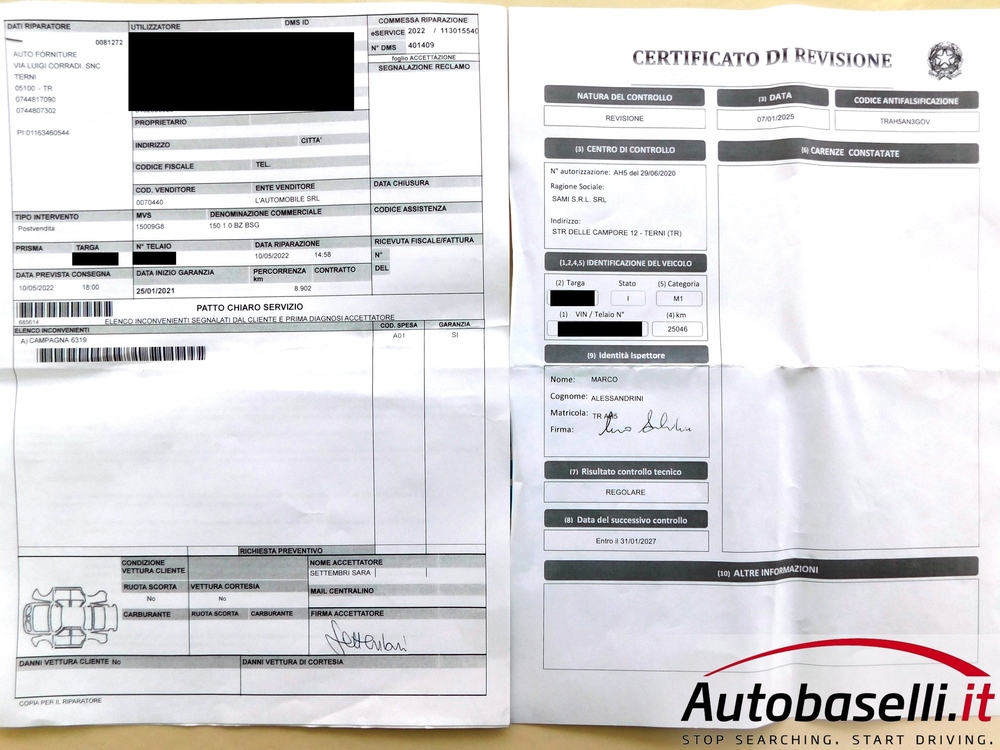 DATI RIPARATORE
0081272
AUTO FORNITURE
VIA LUIGI CORRADI. SNC
TERNI
05100 - TR
0744817090
0744807302
PI:01163460544
UTILIZZATORE
DMS ID
PROPRIETARIO
INDIRIZZO
CITTA'
CODICE FISCALE
TEL.
COD. VENDITORE
ENTE VENDITORE
0070440
L'AUTOMOBILE SRL
COMMESSA RIPARAZIONE
eSERVICE 2022 / 113015540
N° DMS 401409
foglio ACCETTAZIONE
SEGNALAZIONE RECLAMO
DATA CHIUSURA
CODICE ASSISTENZA
TIPO INTERVENTO
MVS
DENOMINAZIONE COMMERCIALE
Postvendita
15009G8
150 1.0 BZ BSG
PRISMA
TARGA
N° TELAIO
DATA RIPARAZIONE
10/05/2022 14:58
RICEVUTA FISCALE/FATTURA
N°
DEL
DATA PREVISTA CONSEGNA
DATA INIZIO GARANZIA
PERCORRENZA km
CONTRATTO
10/05/2022 18:00
25/01/2021
8.902
PATTO CHIARO SERVIZIO
685614
ELENCO INCONVENIENTI SEGNALATI DAL CLIENTE E PRIMA DIAGNOSI ACCETTATORE
ELENCO INCONVENIENTI
COD. SPESA
GARANZIA
A) CAMPAGNA 6319
A01
SI
RICHIESTA PREVENTIVO
CONDIZIONE VETTURA CLIENTE
NOME ACCETTATORE
SETTEMBRI SARA
RUOTA SCORTA
VETTURA CORTESIA
MAIL CENTRALINO
No
No
CARBURANTE
RUOTA SCORTA
CARBURANTE
FIRMA ACCETTATORE
Settembri
DANNI VETTURA CLIENTE No
DANNI VETTURA DI CORTESIA
COPIA PER IL RIPARATORE
CERTIFICATO DI REVISIONE
NATURA DEL CONTROLLO
(3) DATA
CODICE ANTIFALSIFICAZIONE
REVISIONE
07/01/2025
TRAH5AN3GOV
(3) CENTRO DI CONTROLLO
(6) CARENZE CONSTATATE
N° autorizzazione: AH5 del 29/06/2020
Ragione Sociale:
SAMI S.R.L. SRL
Indirizzo:
STR DELLE CAMPORE 12 - TERNI (TR)
(1,2,4,5) IDENTIFICAZIONE DEL VEICOLO
(2) Targa
Stato
(5) Categoria
I
M1
(1) VIN / Telaio N°
(4) km
25046
(9) Identità Ispettore
Nome: MARCO
Cognome: ALESSANDRINI
Matricola: TR AH5
Firma:
(7) Risultato controllo tecnico
REGOLARE
(8) Data del successivo controllo
Entro il 31/01/2027
(10) ALTRE INFORMAZIONI
Autobaselli.it
STOP SEARCHING. START DRIVING.